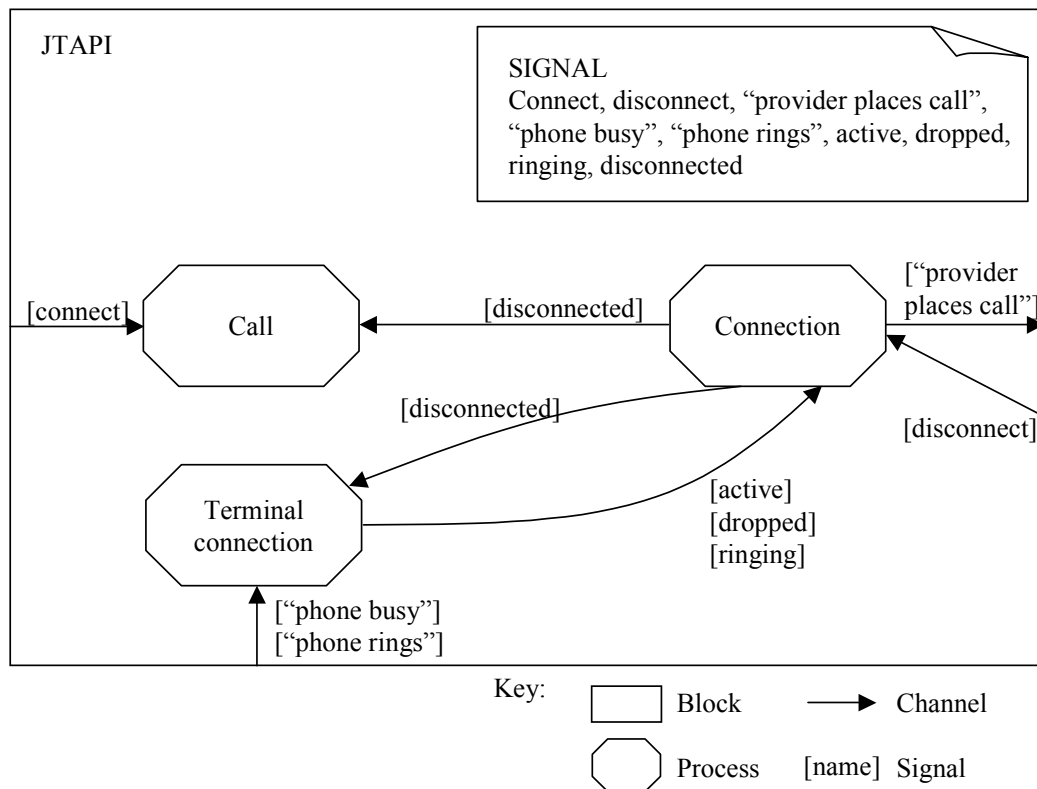 JTAPI
SIGNAL
Connect, disconnect, “provider places call”,
“phone busy”, “phone rings”, active, dropped,
ringing, disconnected
[“provider
places call”]
[connect]
Call
[disconnected]
Connection
[disconnected]
[disconnect]
Terminal
connection
[active]
[dropped]
[ringing]
[“phone busy”]
[“phone rings”]
Key:
Block
Channel
Process
[name] Signal